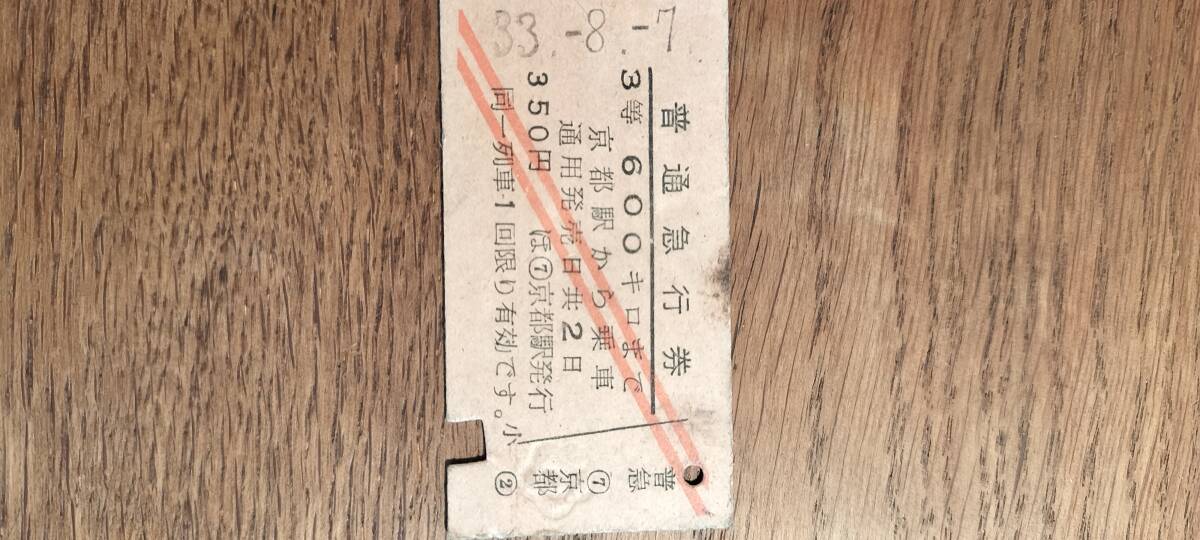 33.-8.-7
普通急行券
3等 600キロまで
京都駅から乗車
通用発売日共2日
350円 ほ⑦京都駅発行
同一列車1回限り有効です。
小
普急
⑦
京都
②